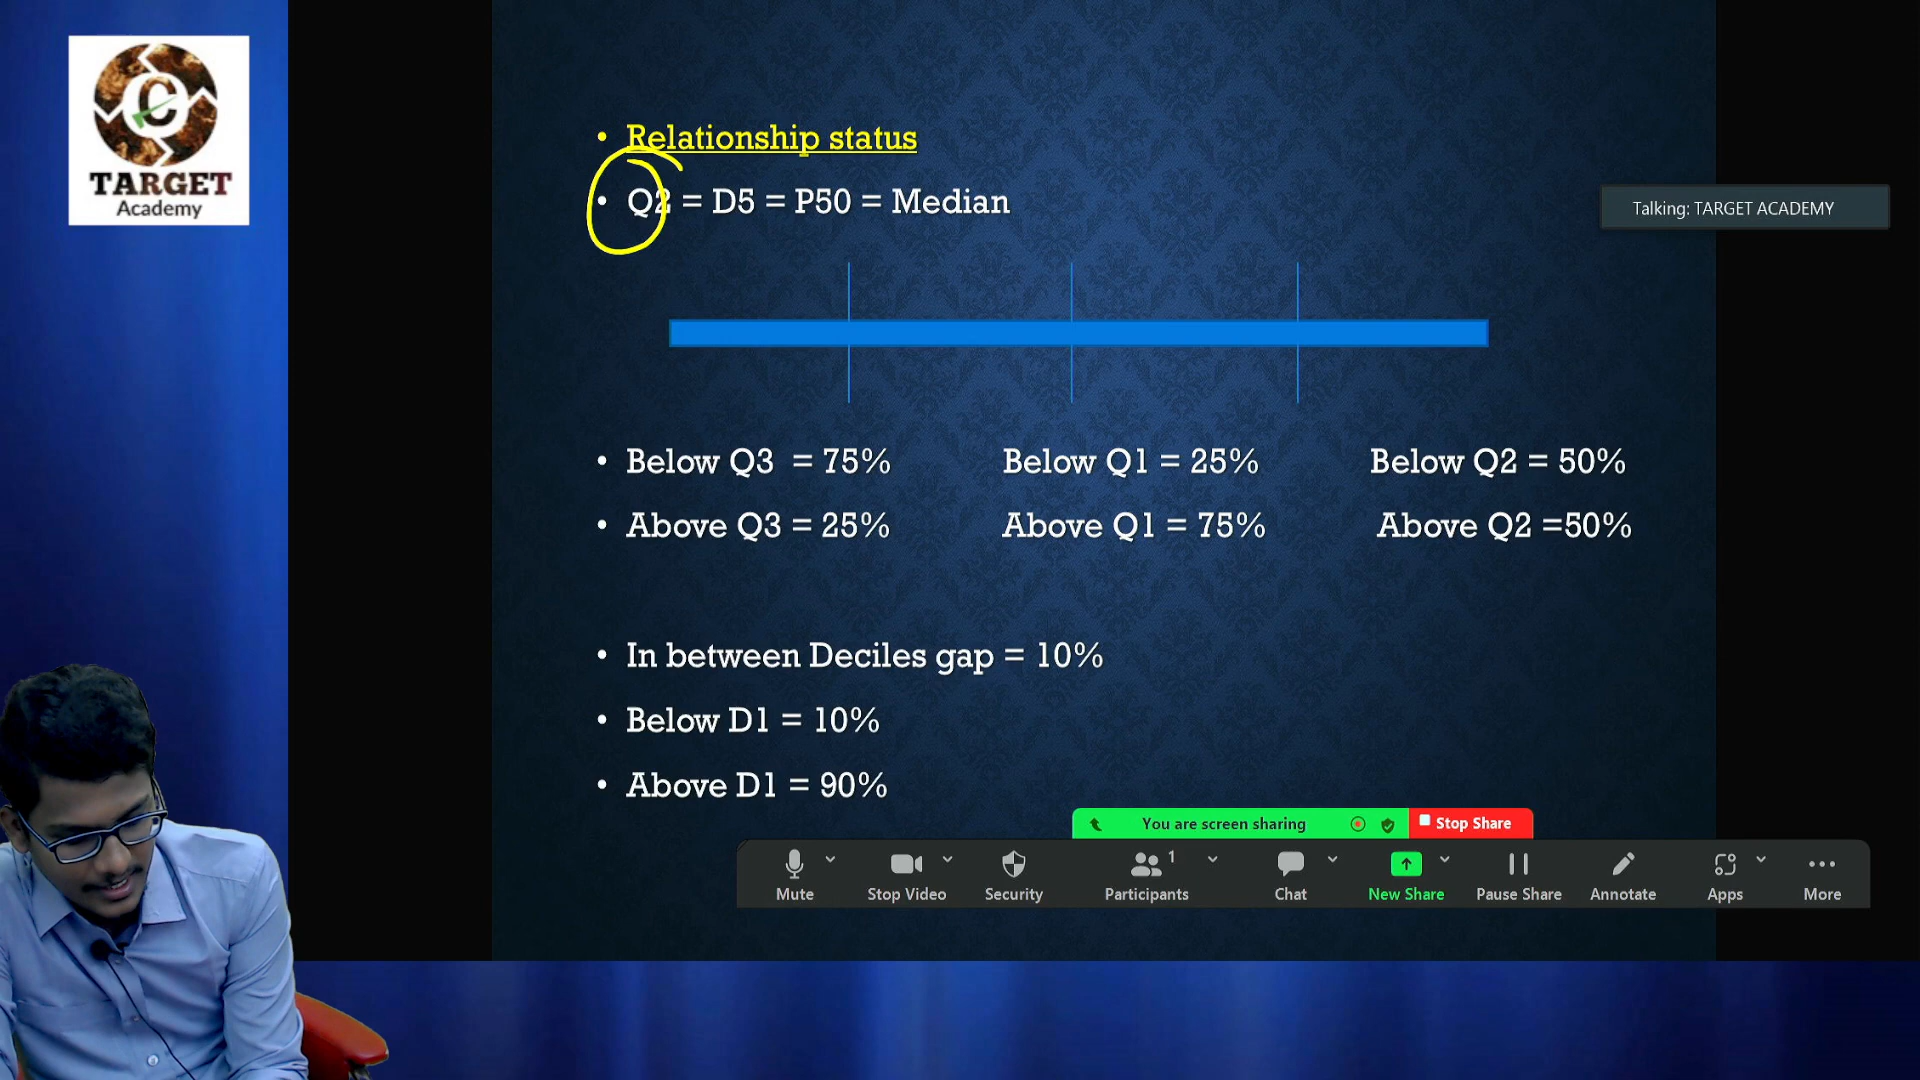 TARGET
Academy
• Relationship status
• Q2 = D5 = P50 = Median
Talking: TARGET ACADEMY
• Below Q3 = 75% Below Q1 = 25% Below Q2 = 50%
• Above Q3 = 25% Above Q1 = 75% Above Q2 =50%
• In between Deciles gap = 10%
• Below D1 = 10%
• Above D1 = 90%
You are screen sharing Stop Share
1
Mute Stop Video Security Participants Chat New Share Pause Share Annotate Apps More